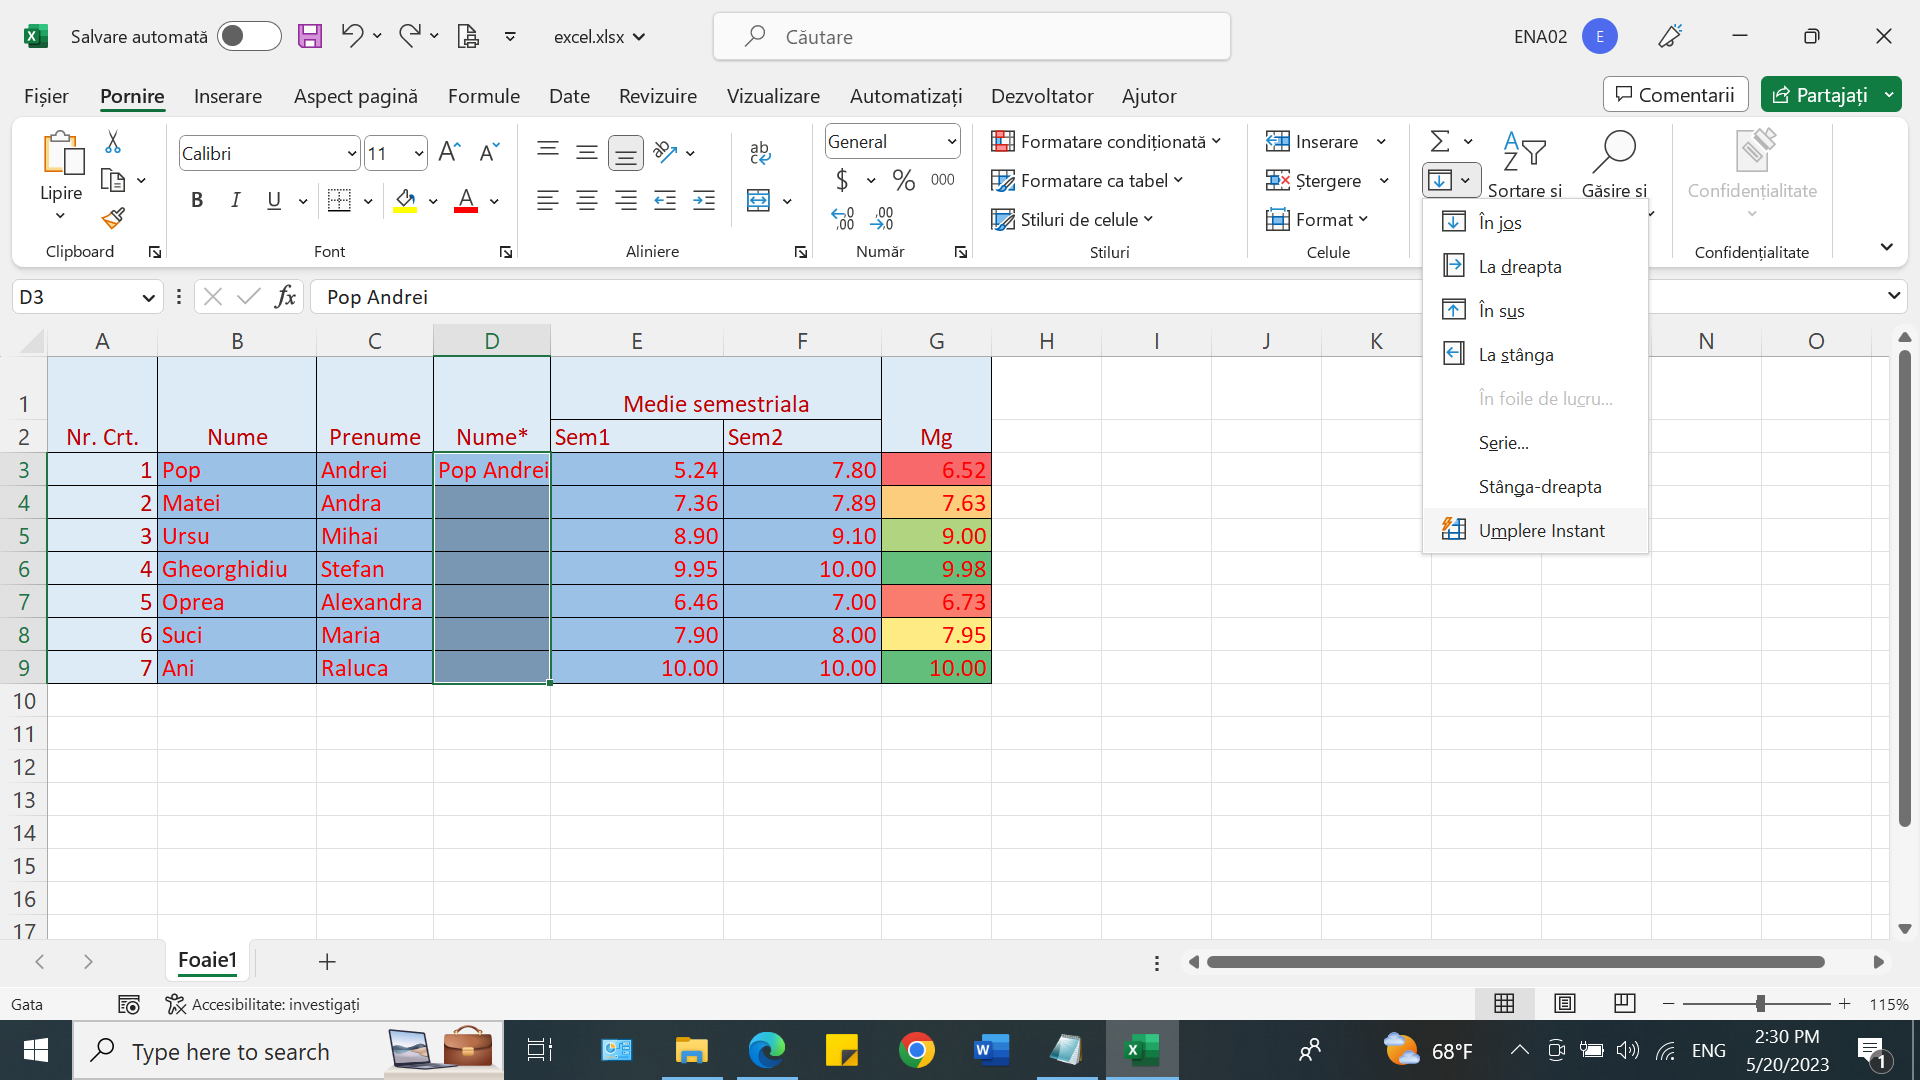 Salvare automată
excel.xlsx
Căutare
ENA02
E
Fișier Pornire Inserare Aspect pagină Formule Date Revizuire Vizualizare Automatizați Dezvoltator Ajutor
Comentarii
Partajați
Lipire
Clipboard
Calibri
11
B I U
A
Font
ab
Aliniere
General
$ % 000
Număr
Formatare condiționată
Formatare ca tabel
Stiluri de celule
Stiluri
Inserare
Ștergere
Format
Celule
Sortare și
Găsire și
Confidențialitate
Confidențialitate
În jos
La dreapta
În sus
La stânga
În foile de lucru...
Serie...
Stânga-dreapta
Umplere Instant
D3
fx
Pop Andrei
A B C D E F G H I J K N O
1 Medie semestriala
2 Nr. Crt. Nume Prenume Nume* Sem1 Sem2 Mg
3 1 Pop Andrei Pop Andrei 5.24 7.80 6.52
4 2 Matei Andra 7.36 7.89 7.63
5 3 Ursu Mihai 8.90 9.10 9.00
6 4 Gheorghidiu Stefan 9.95 10.00 9.98
7 5 Oprea Alexandra 6.46 7.00 6.73
8 6 Suci Maria 7.90 8.00 7.95
9 7 Ani Raluca 10.00 10.00 10.00
10
11
12
13
14
15
16
17
Foaie1
Gata
Accesibilitate: investigați
115%
Type here to search
68°F
ENG
2:30 PM
5/20/2023
1